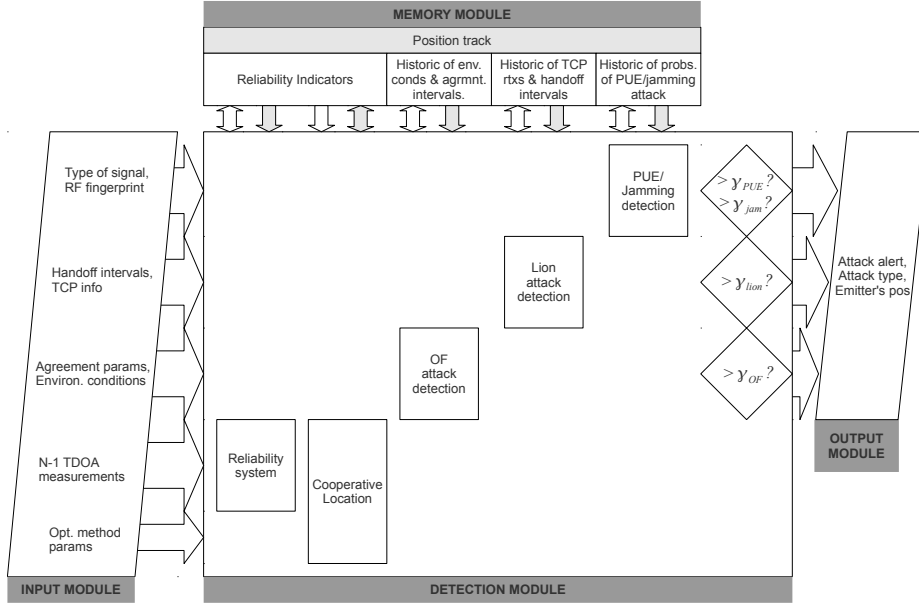 MEMORY MODULE
Position track
Reliability Indicators
Historic of env.
conds & agrmnt.
intervals.
Historic of TCP
rtxs & handoff
intervals
Historic of probs.
of PUE/jamming
attack
Type of signal,
RF fingerprint
Handoff intervals,
TCP info
Agreement params,
Environ. conditions
N-1 TDOA
measurements
Opt. method
params
INPUT MODULE
Reliability
system
Cooperative
Location
OF
attack
detection
Lion
attack
detection
PUE/
Jamming
detection
> γPUE?
> γjam?
> γlion?
> γOF?
DETECTION MODULE
Attack alert,
Attack type,
Emitter's pos
OUTPUT
MODULE